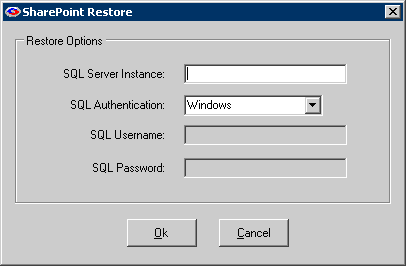 SharePoint Restore
Restore Options
SQL Server Instance:
SQL Authentication: Windows
SQL Username:
SQL Password:
Ok Cancel